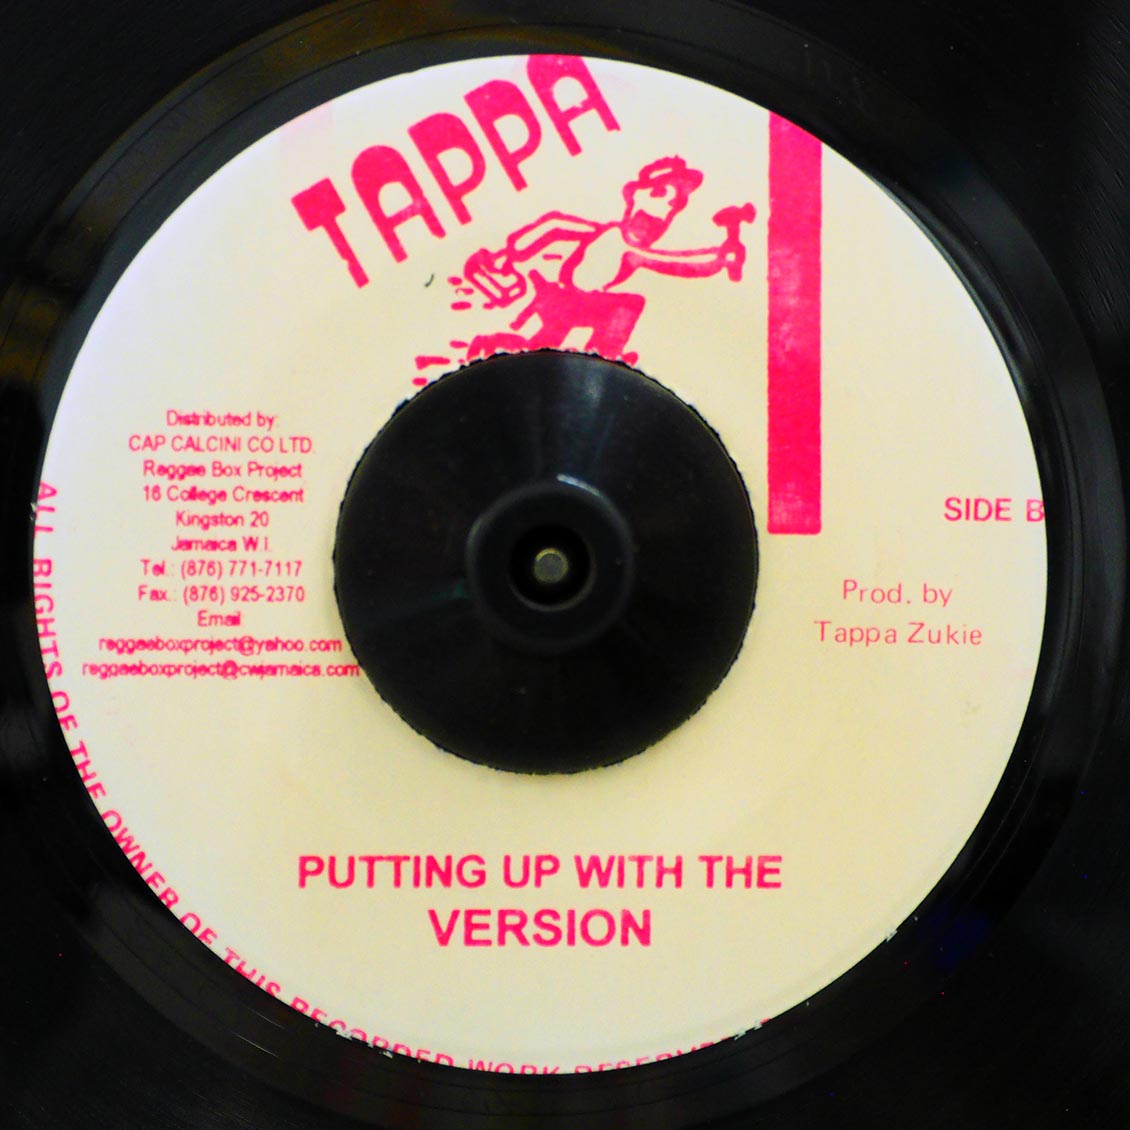 TAPPA
Distributed by:
CAP CALCINI CO LTD.
Reggae Box Project
16 College Crescent
Kingston 20
Jamaica W.I.
Tel.: (876) 771-7117
Fax.: (876) 925-2370
Email
reggaeboxproject@yahoo.com
reggaeboxproject@cwjamaica.com
SIDE B
Prod. by
Tappa Zukie
PUTTING UP WITH THE
VERSION
ALL RIGHTS OF THE OWNER OF THIS RECORDED WORK